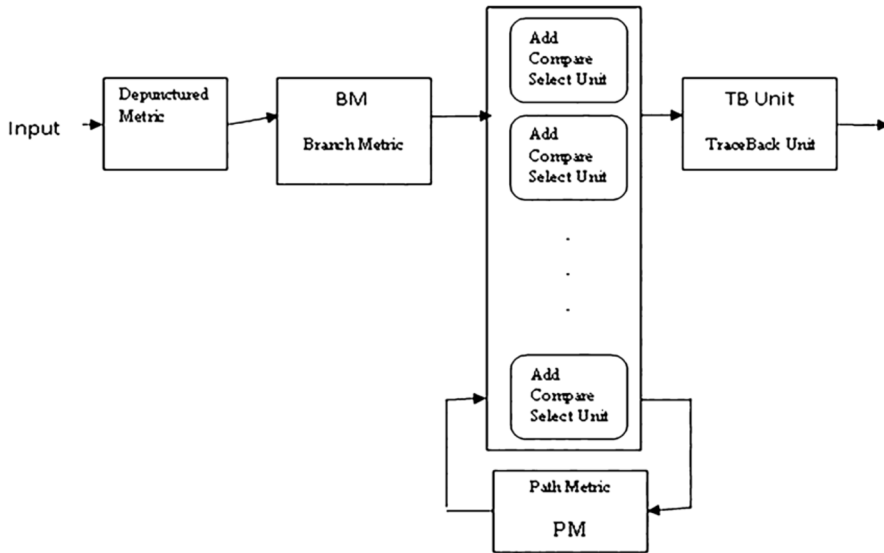 Input
Depunctured
Metric
BM
Branch Metric
Add
Compare
Select Unit
Add
Compare
Select Unit
.
.
.
Add
Compare
Select Unit
TB Unit
TraceBack Unit
Path Metric
PM